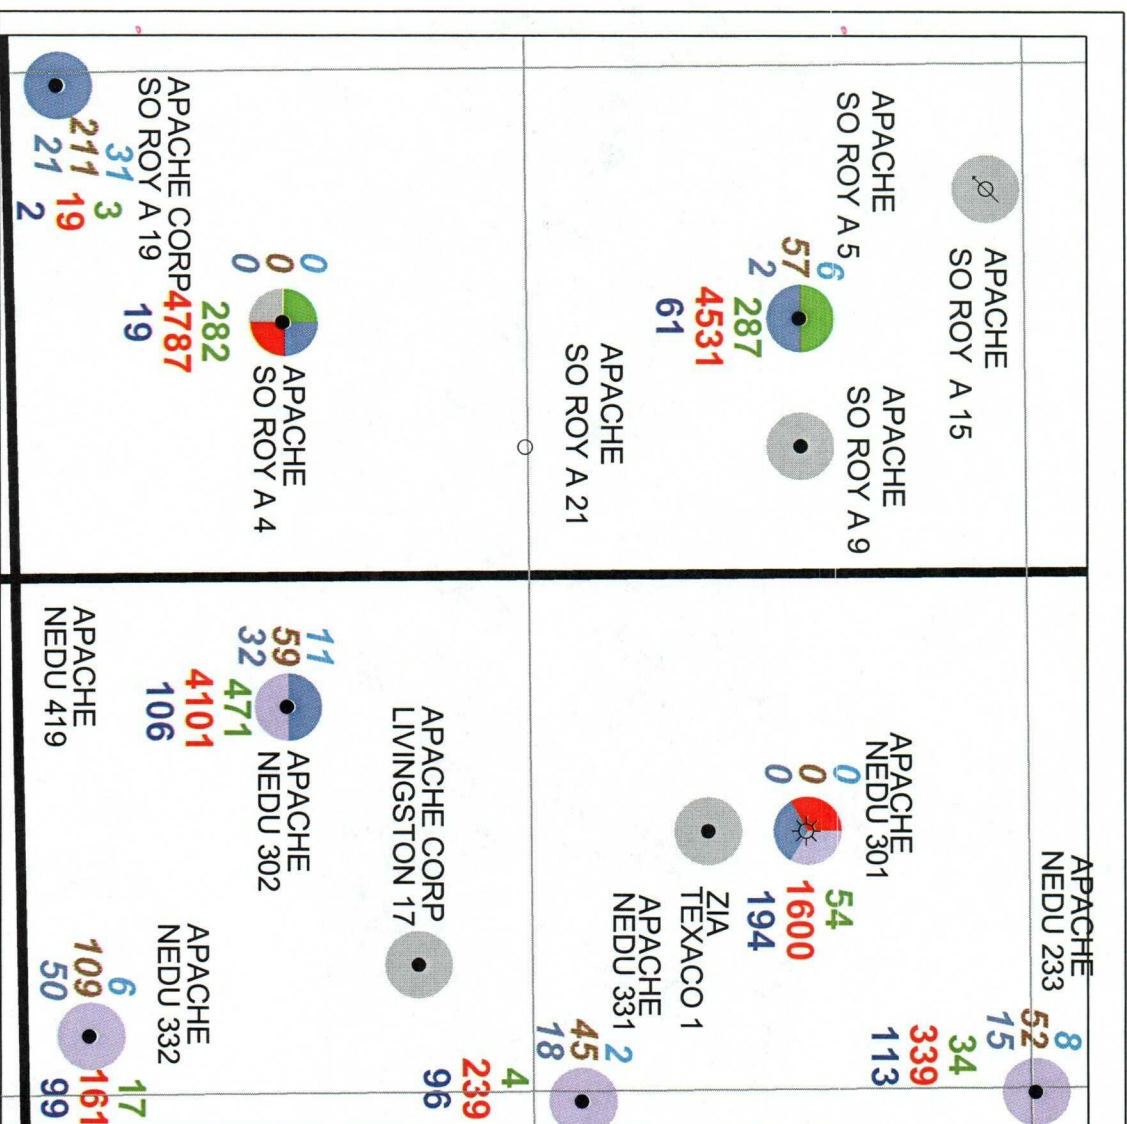 APACHE
NEDU 233
8
52
15
34
339
113
APACHE
SO ROY A 15
APACHE
SO ROY A 5
6
57
2
287
4531
61
APACHE
SO ROY A 9
APACHE
NEDU 301
0
0
0
54
1600
194
ZIA
TEXACO 1
APACHE
NEDU 331
2
45
18
APACHE
SO ROY A 21
4
239
96
APACHE CORP
LIVINGSTON 17
0
0
0
APACHE
SO ROY A 4
282
4787
19
11
59
32
APACHE
NEDU 302
471
4101
106
APACHE CORP
SO ROY A 19
31
211
21
3
19
2
APACHE
NEDU 419
APACHE
NEDU 332
6
109
50
17
161
99